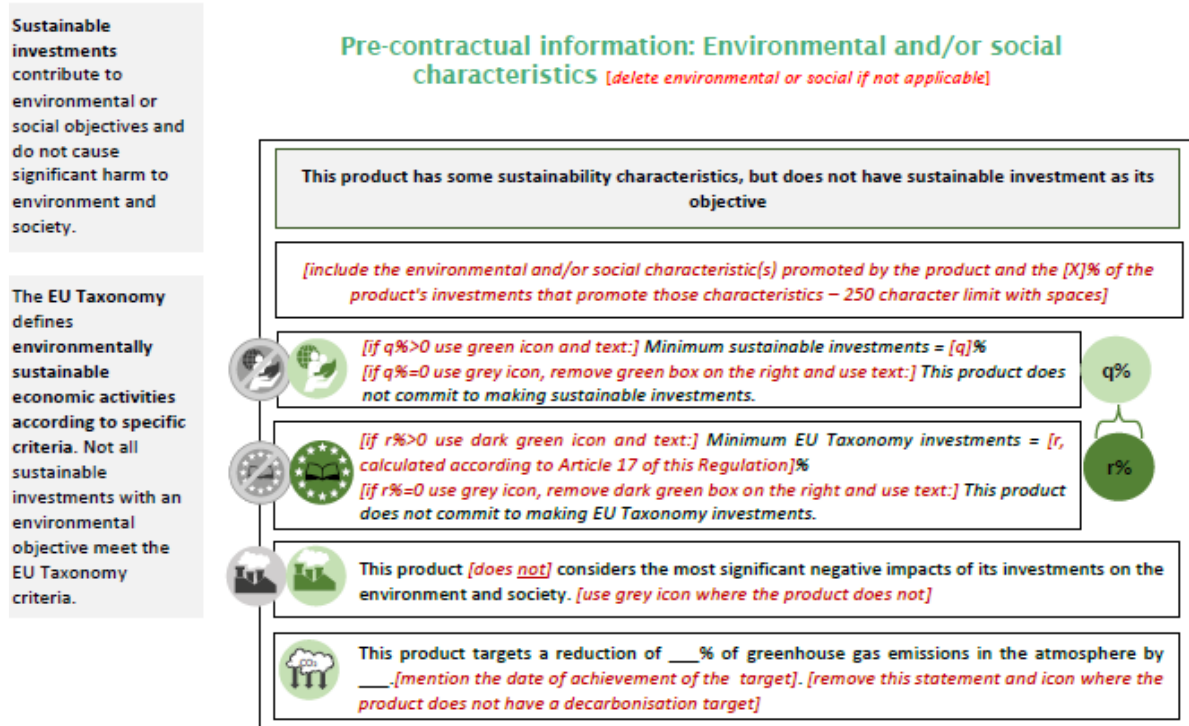 Sustainable
investments
contribute to
environmental or
social objectives and
do not cause
significant harm to
environment and
society.
The EU Taxonomy
defines
environmentally
sustainable
economic activities
according to specific
criteria. Not all
sustainable
investments with an
environmental
objective meet the
EU Taxonomy
criteria.
Pre-contractual information: Environmental and/or social
characteristics [delete environmental or social if not applicable]
This product has some sustainability characteristics, but does not have sustainable investment as its
objective
[include the environmental and/or social characteristic(s) promoted by the product and the [X]% of the
product's investments that promote those characteristics – 250 character limit with spaces]
[if q%>0 use green icon and text:] Minimum sustainable investments = [q]%
[if q%=0 use grey icon, remove green box on the right and use text:] This product does
not commit to making sustainable investments.
q%
[if r%>0 use dark green icon and text:] Minimum EU Taxonomy investments = [r,
calculated according to Article 17 of this Regulation]%
[if r%=0 use grey icon, remove dark green box on the right and use text:] This product
does not commit to making EU Taxonomy investments.
r%
This product [does not] considers the most significant negative impacts of its investments on the
environment and society. [use grey icon where the product does not]
CO₂
This product targets a reduction of ___% of greenhouse gas emissions in the atmosphere by
___.[mention the date of achievement of the target]. [remove this statement and icon where the
product does not have a decarbonisation target]